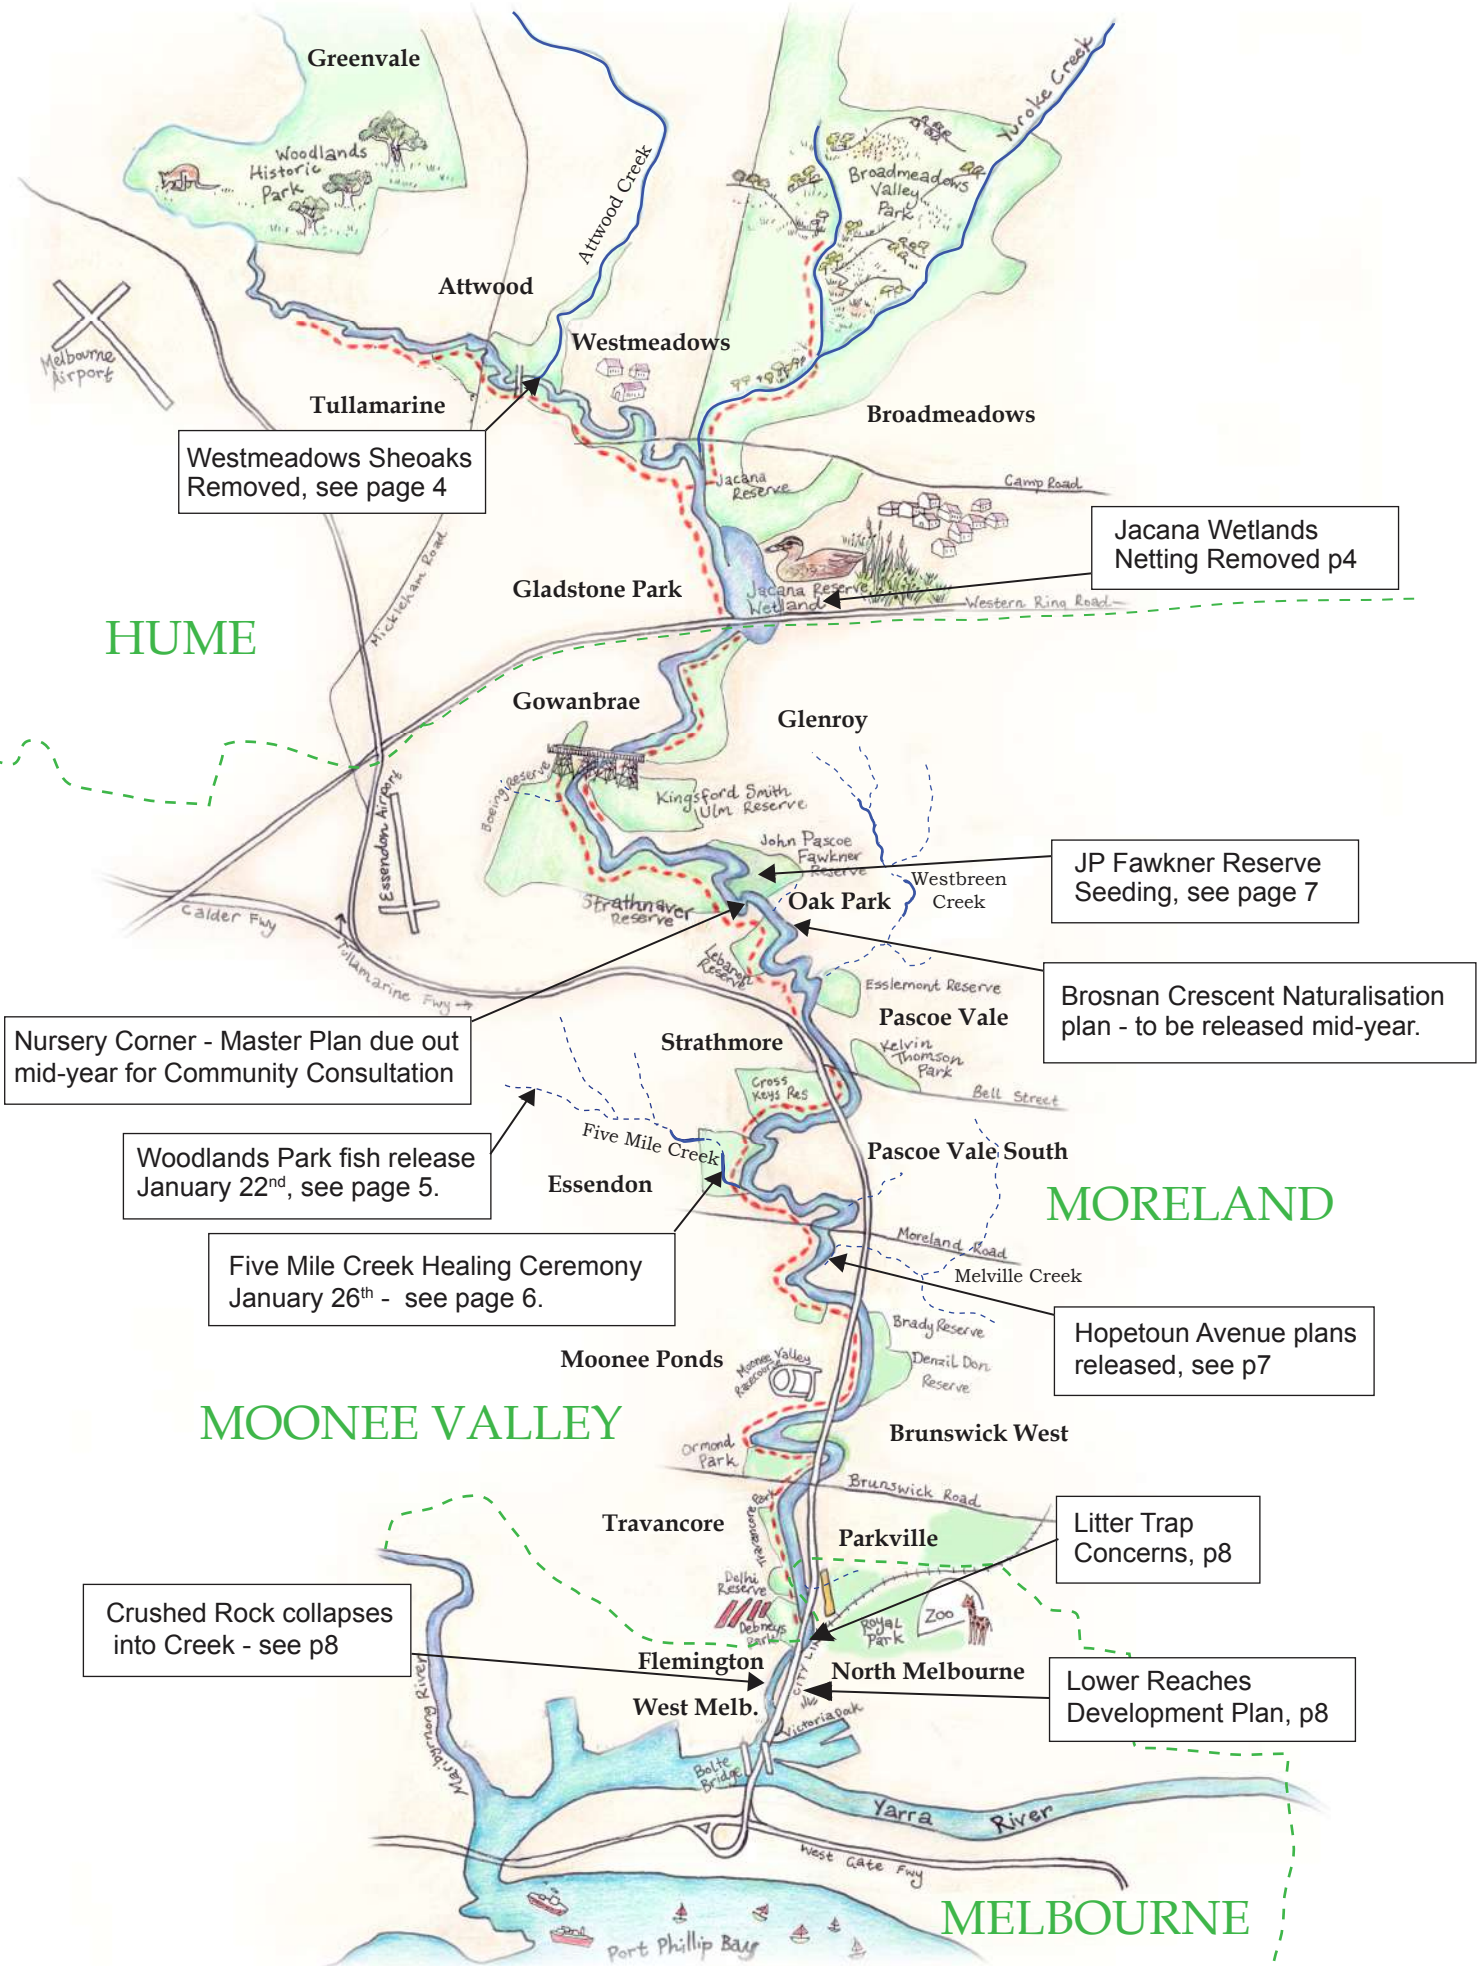 Greenvale
Woodlands
Historic
Park
Attwood Creek
Yuroke Creek
Broadmeadows
Valley
Park
Attwood
Westmeadows
Melbourne
Airport
Tullamarine
Broadmeadows
Westmeadows Sheoaks
Removed, see page 4
Jacana
Reserve
Camp Road
Jacana Wetlands
Netting Removed p4
Mickleham Road
Gladstone Park
Jacana Reserve
Wetland
Western Ring Road
HUME
Gowanbrae
Glenroy
Boeing Reserve
Kingsford Smith
Ulm Reserve
Essendon Airport
John Pascoe
Fawkner
Reserve
JP Fawkner Reserve
Seeding, see page 7
Westbreen
Creek
Oak Park
Strathnaver
Reserve
Calder Fwy
Tullamarine Fwy
Lebanon
Reserve
Esslemont Reserve
Brosnan Crescent Naturalisation
plan - to be released mid-year.
Pascoe Vale
Nursery Corner - Master Plan due out
mid-year for Community Consultation
Strathmore
Kelvin
Thomson
Park
Cross
Keys Res
Bell Street
Five Mile Creek
Woodlands Park fish release
January 22nd, see page 5.
Pascoe Vale South
Essendon
MORELAND
Moreland Road
Five Mile Creek Healing Ceremony
January 26th - see page 6.
Melville Creek
Brady Reserve
Hopetoun Avenue plans
released, see p7
Moonee Ponds
Moonee Valley
Racecourse
Denzil Don
Reserve
MOONEE VALLEY
Brunswick West
Ormond
Park
Brunswick Road
Travancore Park
Travancore
Parkville
Litter Trap
Concerns, p8
Delhi
Reserve
Crushed Rock collapses
into Creek - see p8
Debneys
Park
Royal
Park
ZOO
Flemington
CITY LINK
North Melbourne
Maribyrnong River
West Melb.
Lower Reaches
Development Plan, p8
Victoria Dock
Bolte
Bridge
Yarra River
West Gate Fwy
MELBOURNE
Port Phillip Bay